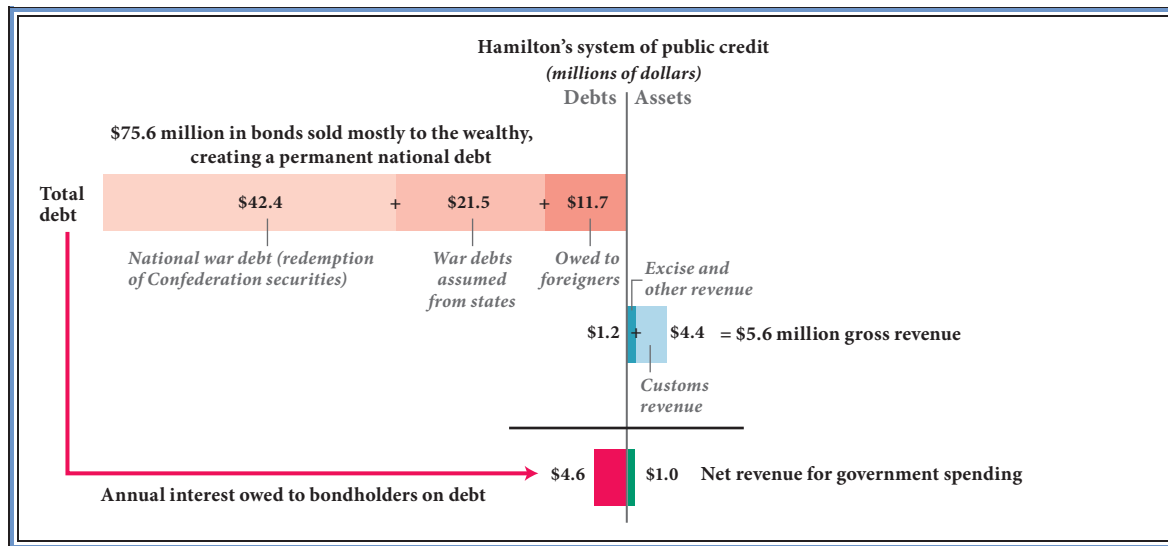 Hamilton’s system of public credit
(millions of dollars)
Debts Assets
$75.6 million in bonds sold mostly to the wealthy,
creating a permanent national debt
Total
debt
$42.4 + $21.5 + $11.7
National war debt (redemption
of Confederation securities)
War debts
assumed
from states
Owed to
foreigners
Excise and
other revenue
$1.2 + $4.4 = $5.6 million gross revenue
Customs
revenue
$4.6 $1.0 Net revenue for government spending
Annual interest owed to bondholders on debt